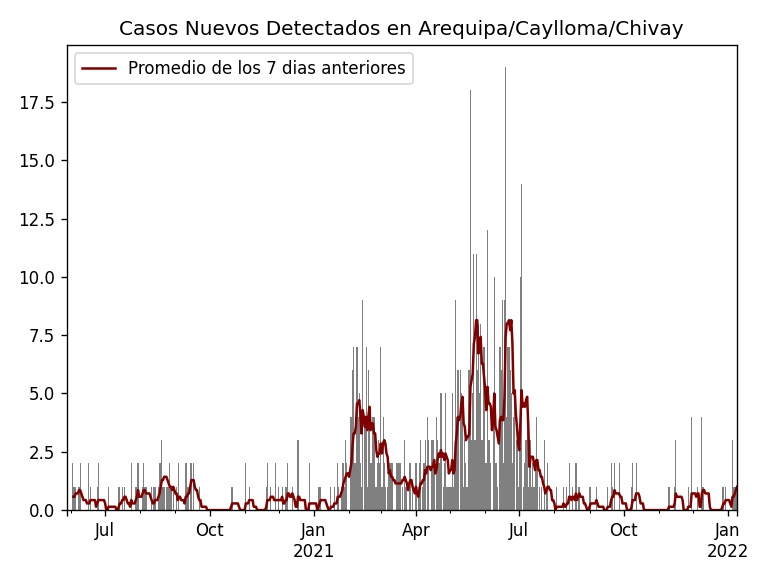 Casos Nuevos Detectados en Arequipa/Caylloma/Chivay
Promedio de los 7 dias anteriores
17.5
15.0
12.5
10.0
7.5
5.0
2.5
0.0
Jul
Oct
Jan
2021
Apr
Jul
Oct
Jan
2022